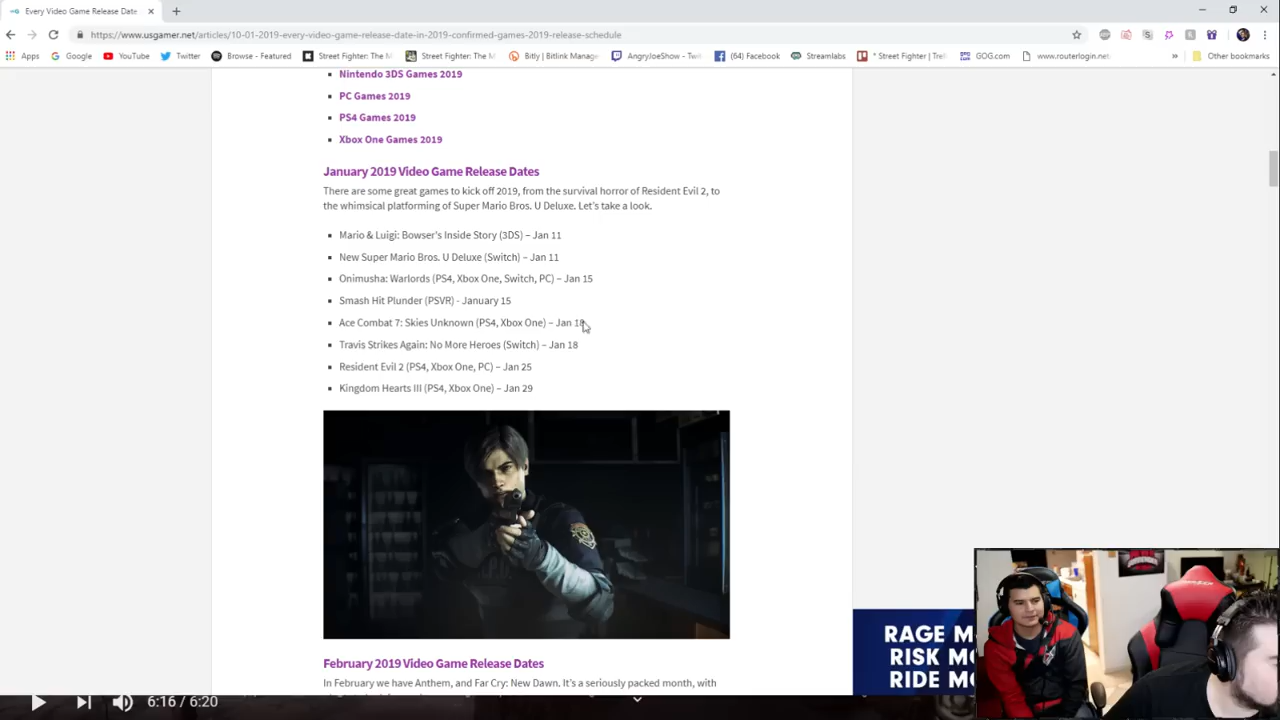 Every Video Game Release Date
https://www.usgamer.net/articles/10-01-2019-every-video-game-release-date-in-2019-confirmed-games-2019-release-schedule
Apps Google YouTube Twitter Browse - Featured Street Fighter: The M Street Fighter: The M Bitly | Bitlink Manage AngryJoeShow - Twi (64) Facebook Streamlabs * Street Fighter | Trel GOG.com www.routerlogin.net » Other bookmarks
Nintendo 3DS Games 2019
PC Games 2019
PS4 Games 2019
Xbox One Games 2019
January 2019 Video Game Release Dates
There are some great games to kick off 2019, from the survival horror of Resident Evil 2, to
the whimsical platforming of Super Mario Bros. U Deluxe. Let's take a look.
Mario & Luigi: Bowser's Inside Story (3DS) – Jan 11
New Super Mario Bros. U Deluxe (Switch) – Jan 11
Onimusha: Warlords (PS4, Xbox One, Switch, PC) – Jan 15
Smash Hit Plunder (PSVR) - January 15
Ace Combat 7: Skies Unknown (PS4, Xbox One) – Jan 18
Travis Strikes Again: No More Heroes (Switch) – Jan 18
Resident Evil 2 (PS4, Xbox One, PC) – Jan 25
Kingdom Hearts III (PS4, Xbox One) – Jan 29
February 2019 Video Game Release Dates
In February we have Anthem, and Far Cry: New Dawn. It's a seriously packed month, with
RAGE M
RISK MO
RIDE M
6:16 / 6:20